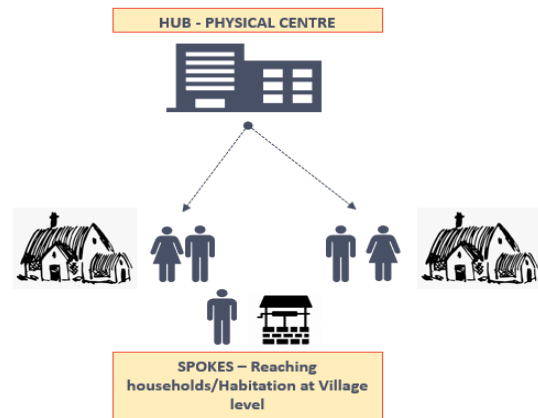 HUB - PHYSICAL CENTRE
SPOKES – Reaching
households/Habitation at Village
level